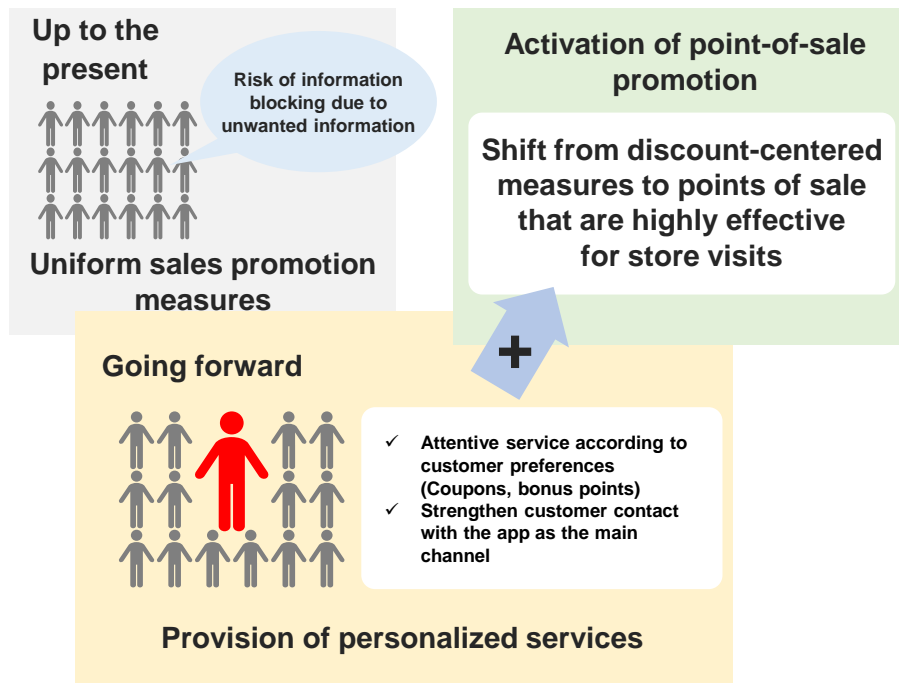 Up to the
present
Risk of information
blocking due to
unwanted information
Uniform sales promotion
measures
Activation of point-of-sale
promotion
Shift from discount-centered
measures to points of sale
that are highly effective
for store visits
+
Going forward
✓ Attentive service according to
customer preferences
(Coupons, bonus points)
✓ Strengthen customer contact
with the app as the main
channel
Provision of personalized services